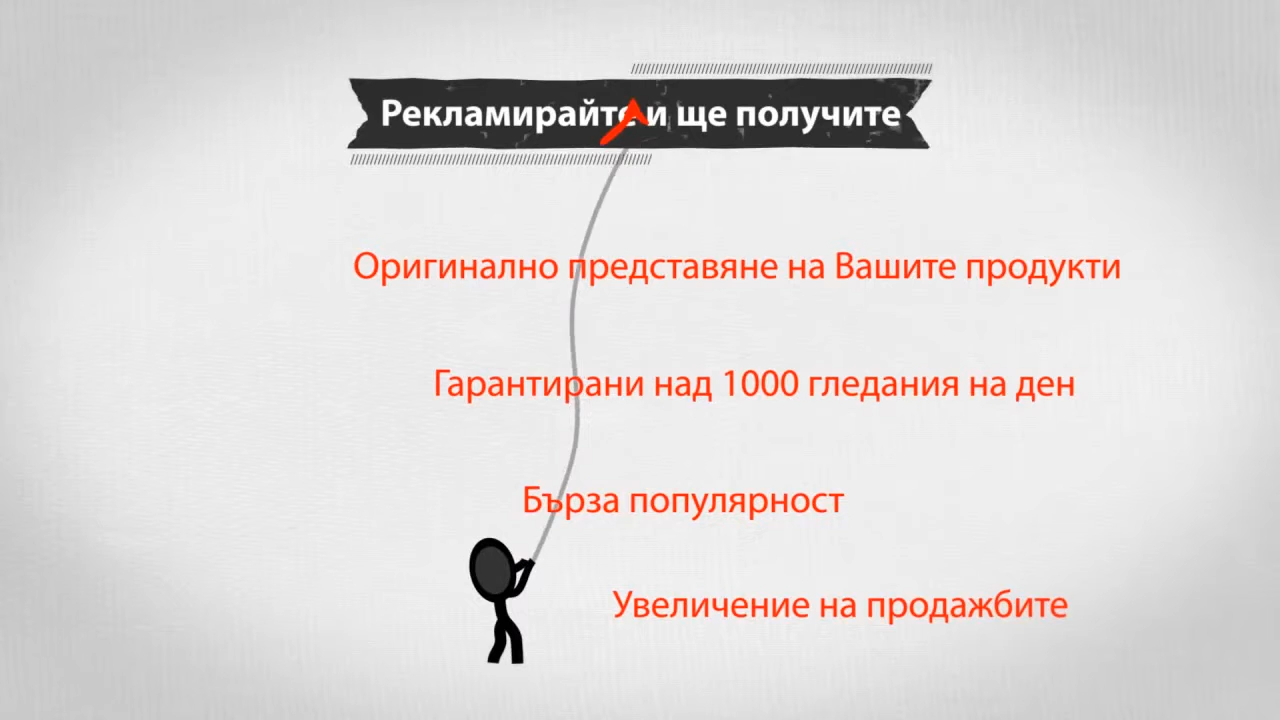 Рекламирайте и ще получите
Оригинално представяне на Вашите продукти
Гарантирани над 1000 гледания на ден
Бърза популярност
Увеличение на продажбите